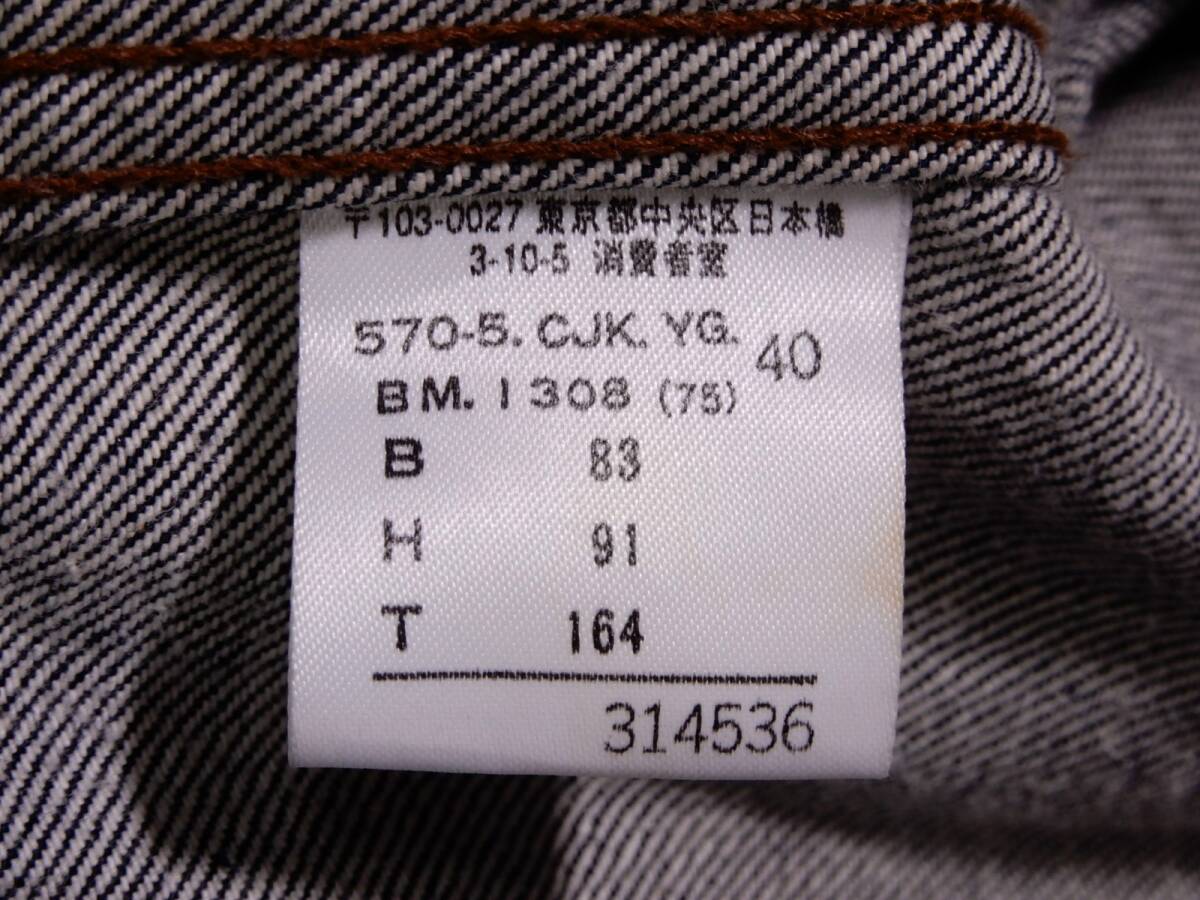 〒103-0027 東京都中央区日本橋
3-10-5 消費者室
570-5. CJK. YG. 40
BM. 1308 (75)
B 83
H 91
T 164
314536